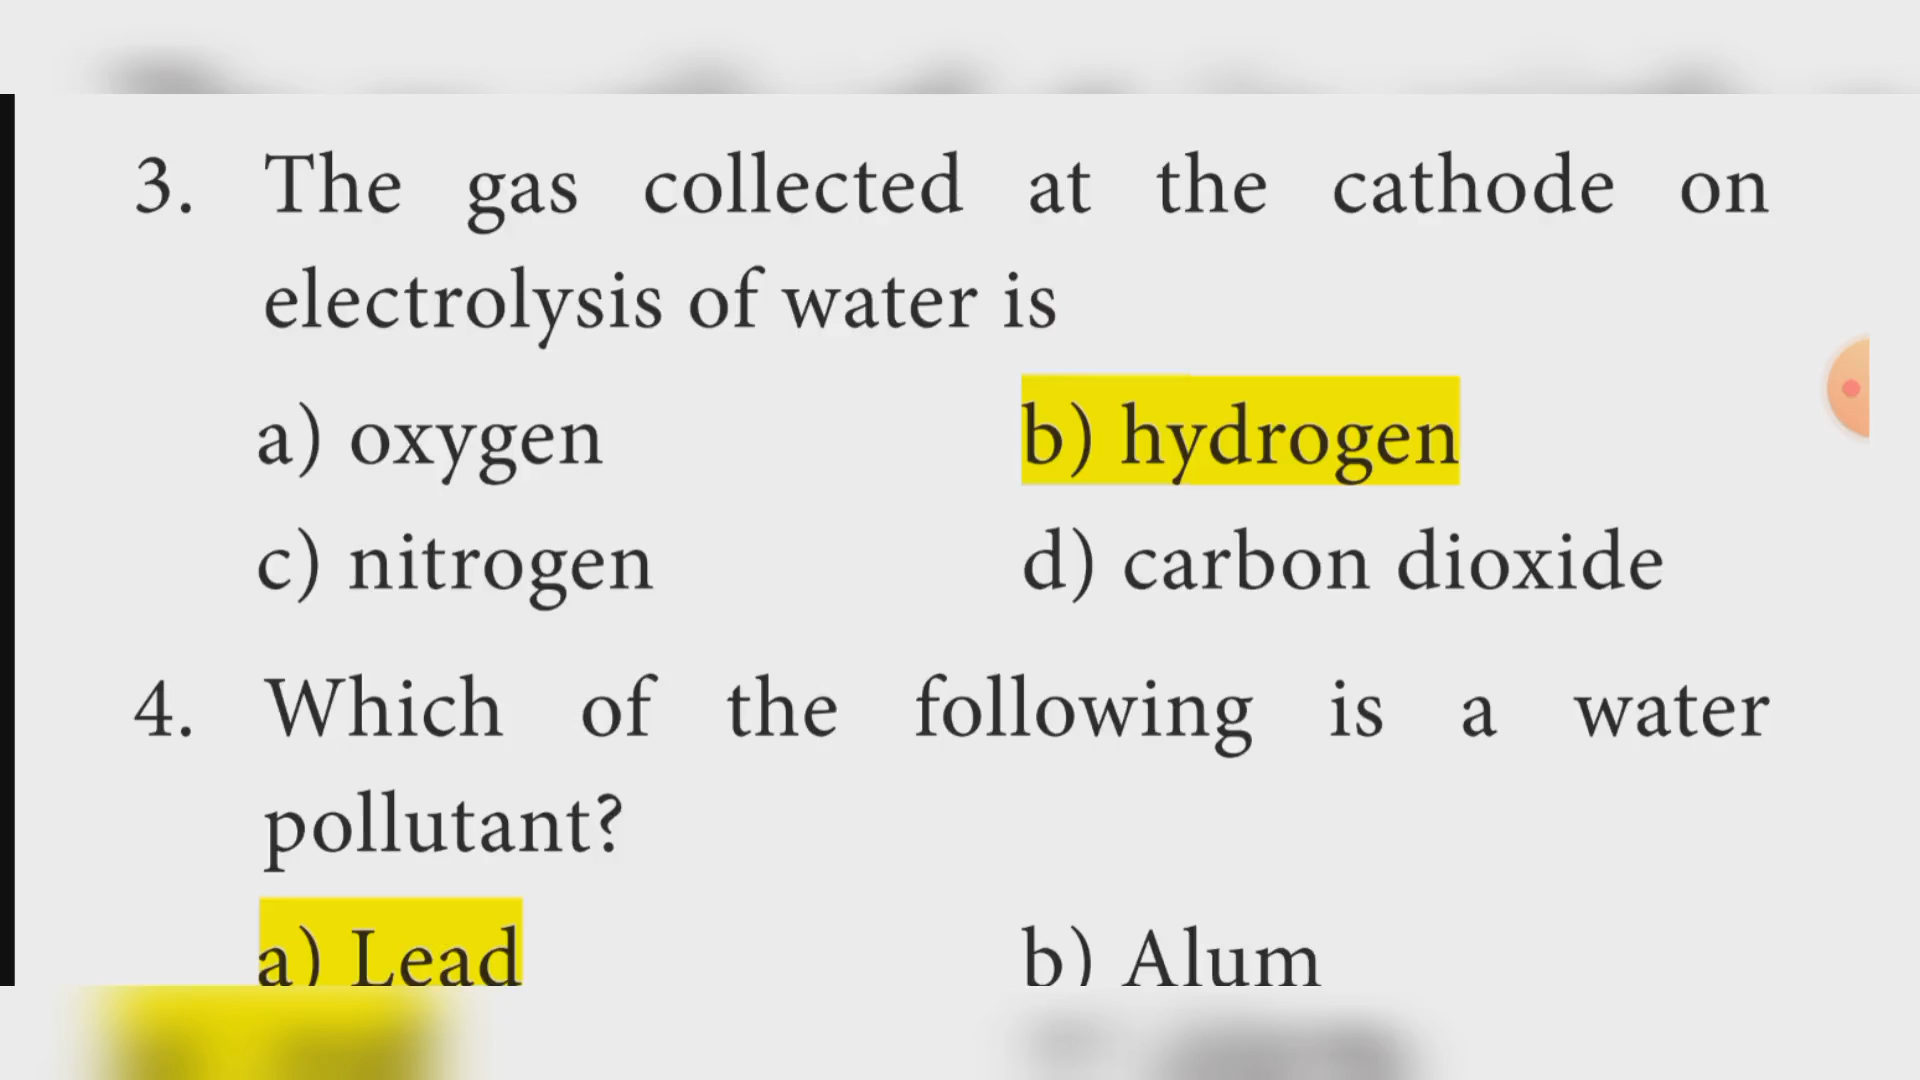 3. The gas collected at the cathode on
electrolysis of water is
a) oxygen b) hydrogen
c) nitrogen d) carbon dioxide
4. Which of the following is a water
pollutant?
a) Lead b) Alum